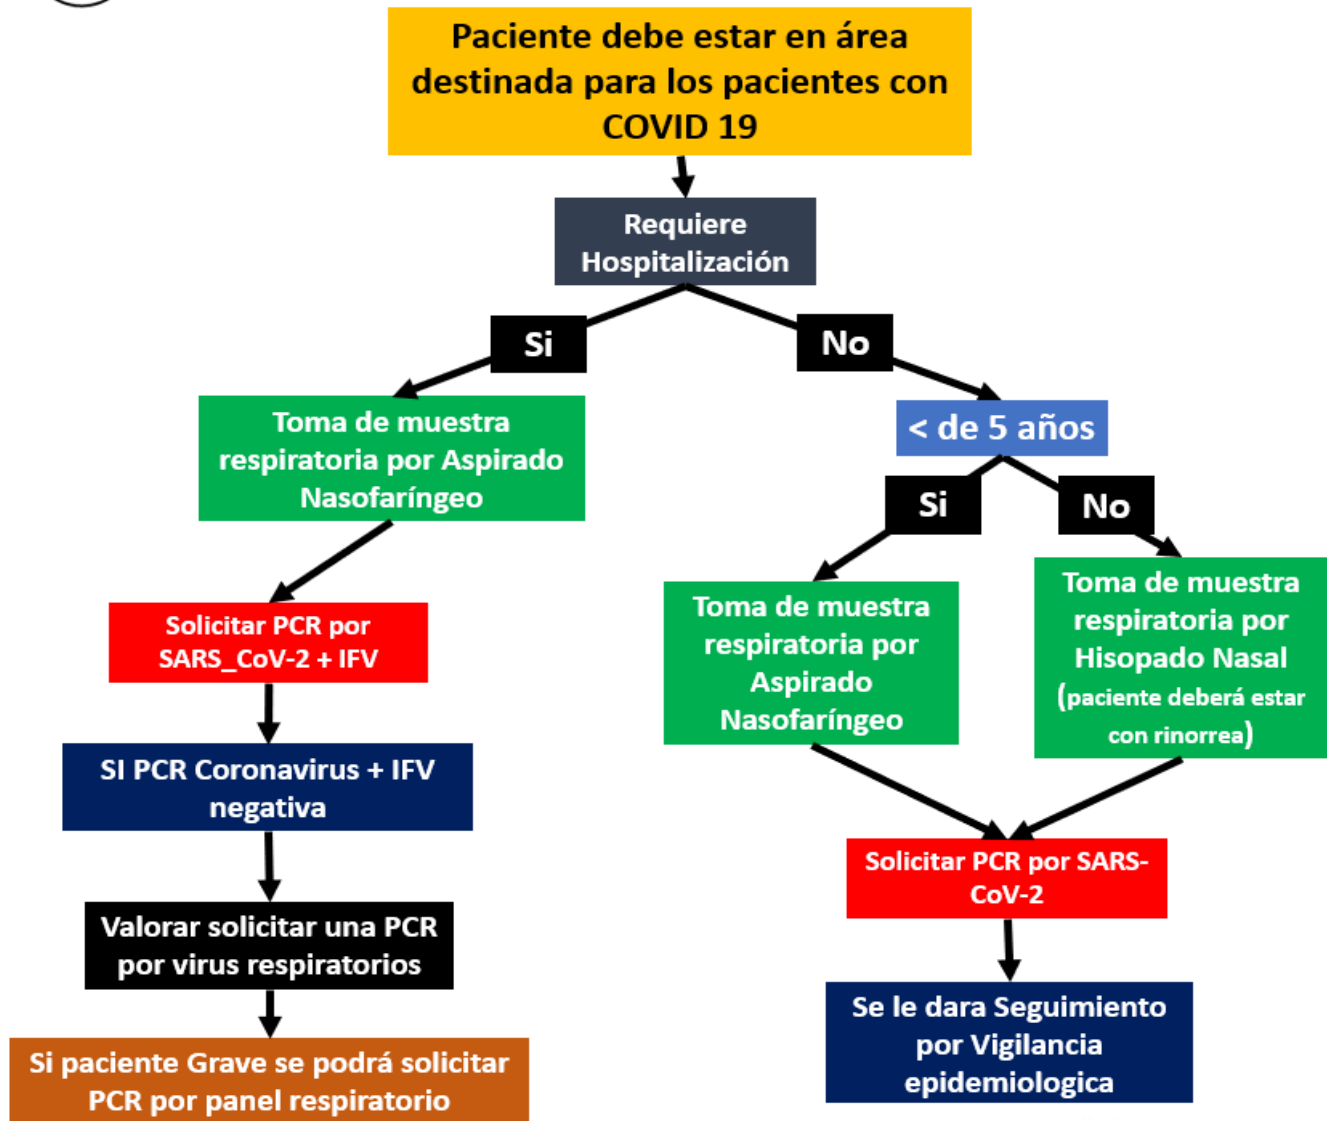 Paciente debe estar en área
destinada para los pacientes con
COVID 19
Requiere
Hospitalización
Si
No
Toma de muestra
respiratoria por Aspirado
Nasofaríngeo
< de 5 años
Si
No
Solicitar PCR por
SARS_CoV-2 + IFV
Toma de muestra
respiratoria por
Aspirado
Nasofaríngeo
Toma de muestra
respiratoria por
Hisopado Nasal
(paciente deberá estar
con rinorrea)
SI PCR Coronavirus + IFV
negativa
Solicitar PCR por SARS-
CoV-2
Valorar solicitar una PCR
por virus respiratorios
Se le dara Seguimiento
por Vigilancia
epidemiologica
Si paciente Grave se podrá solicitar
PCR por panel respiratorio